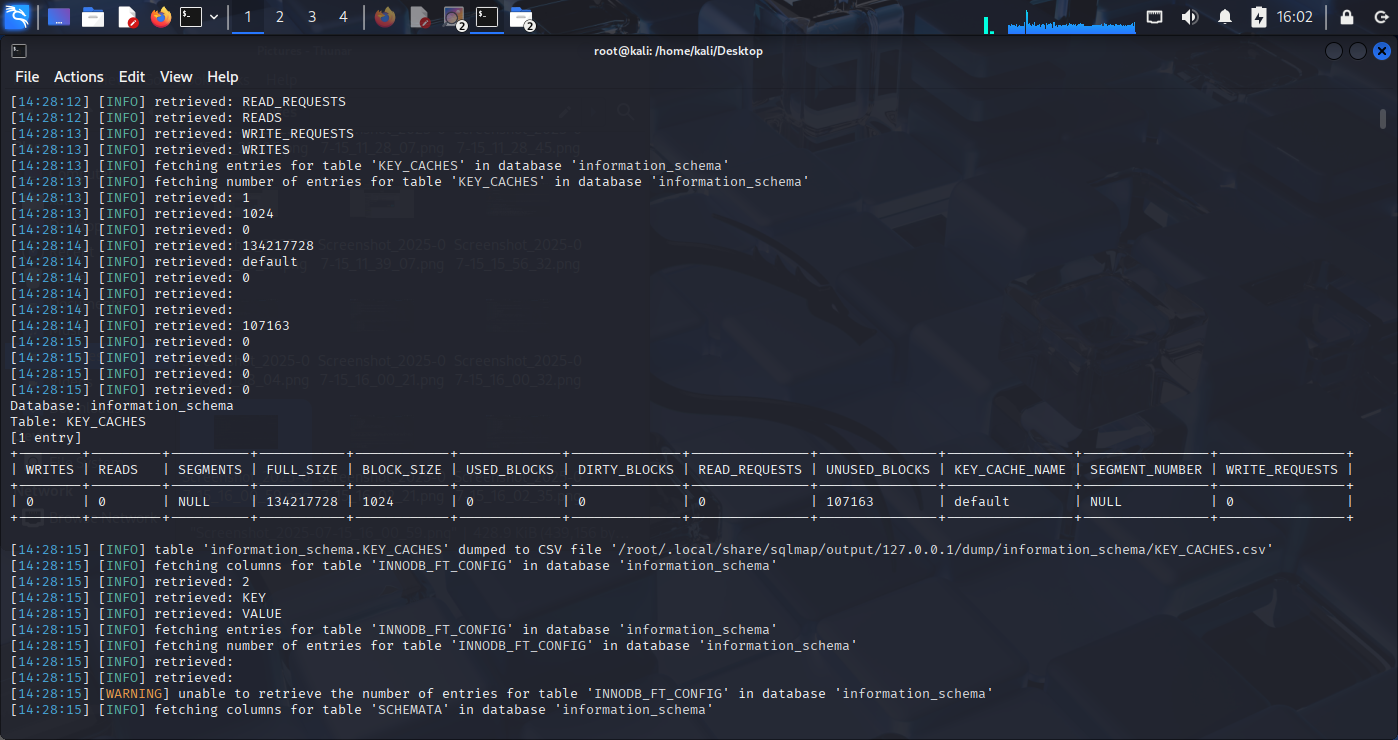 1 2 3 4 2 2 16:02
root@kali: /home/kali/Desktop
File Actions Edit View Help
[14:28:12] [INFO] retrieved: READ_REQUESTS
[14:28:12] [INFO] retrieved: READS
[14:28:13] [INFO] retrieved: WRITE_REQUESTS
[14:28:13] [INFO] retrieved: WRITES
[14:28:13] [INFO] fetching entries for table 'KEY_CACHES' in database 'information_schema'
[14:28:13] [INFO] fetching number of entries for table 'KEY_CACHES' in database 'information_schema'
[14:28:13] [INFO] retrieved: 1
[14:28:13] [INFO] retrieved: 1024
[14:28:14] [INFO] retrieved: 0
[14:28:14] [INFO] retrieved: 134217728
[14:28:14] [INFO] retrieved: default
[14:28:14] [INFO] retrieved: 0
[14:28:14] [INFO] retrieved:
[14:28:14] [INFO] retrieved:
[14:28:14] [INFO] retrieved: 107163
[14:28:15] [INFO] retrieved: 0
[14:28:15] [INFO] retrieved: 0
[14:28:15] [INFO] retrieved: 0
[14:28:15] [INFO] retrieved: 0
Database: information_schema
Table: KEY_CACHES
[1 entry]
| WRITES | READS | SEGMENTS | FULL_SIZE | BLOCK_SIZE | USED_BLOCKS | DIRTY_BLOCKS | READ_REQUESTS | UNUSED_BLOCKS | KEY_CACHE_NAME | SEGMENT_NUMBER | WRITE_REQUESTS |
| 0 | 0 | NULL | 134217728 | 1024 | 0 | 0 | 0 | 107163 | default | NULL | 0 |
[14:28:15] [INFO] table 'information_schema.KEY_CACHES' dumped to CSV file '/root/.local/share/sqlmap/output/127.0.0.1/dump/information_schema/KEY_CACHES.csv'
[14:28:15] [INFO] fetching columns for table 'INNODB_FT_CONFIG' in database 'information_schema'
[14:28:15] [INFO] retrieved: 2
[14:28:15] [INFO] retrieved: KEY
[14:28:15] [INFO] retrieved: VALUE
[14:28:15] [INFO] fetching entries for table 'INNODB_FT_CONFIG' in database 'information_schema'
[14:28:15] [INFO] fetching number of entries for table 'INNODB_FT_CONFIG' in database 'information_schema'
[14:28:15] [INFO] retrieved:
[14:28:15] [INFO] retrieved:
[14:28:15] [WARNING] unable to retrieve the number of entries for table 'INNODB_FT_CONFIG' in database 'information_schema'
[14:28:15] [INFO] fetching columns for table 'SCHEMATA' in database 'information_schema'